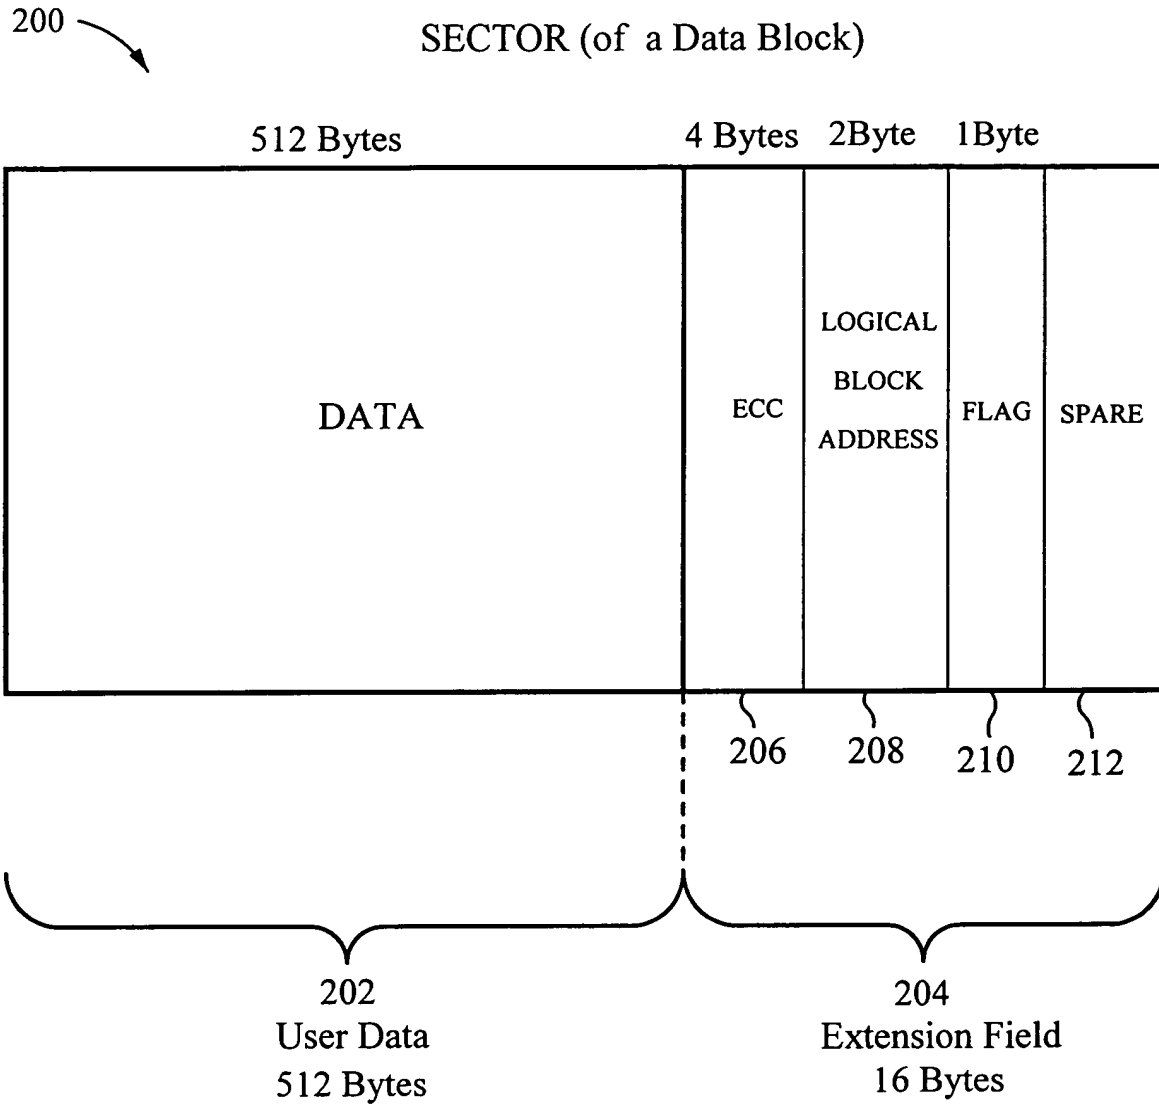 200
SECTOR (of a Data Block)
512 Bytes
4 Bytes
2Byte
1Byte
DATA
ECC
LOGICAL
BLOCK
ADDRESS
FLAG
SPARE
206
208
210
212
202
User Data
512 Bytes
204
Extension Field
16 Bytes